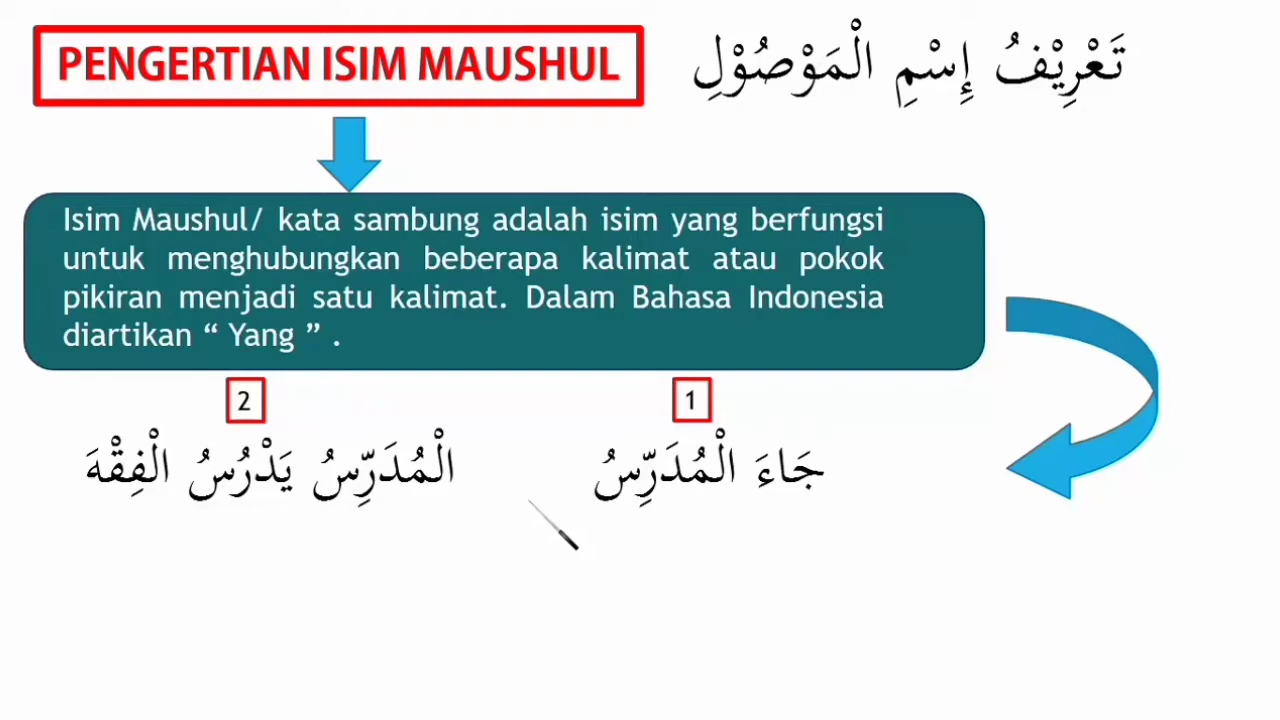 PENGERTIAN ISIM MAUSHUL
تَعْرِيْفُ إِسْمِ الْمَوْصُوْلِ
Isim Maushul/ kata sambung adalah isim yang berfungsi
untuk menghubungkan beberapa kalimat atau pokok
pikiran menjadi satu kalimat. Dalam Bahasa Indonesia
diartikan “ Yang ” .
1
جَاءَ الْمُدَرِّسُ
2
الْمُدَرِّسُ يَدْرُسُ الْفِقْهَ